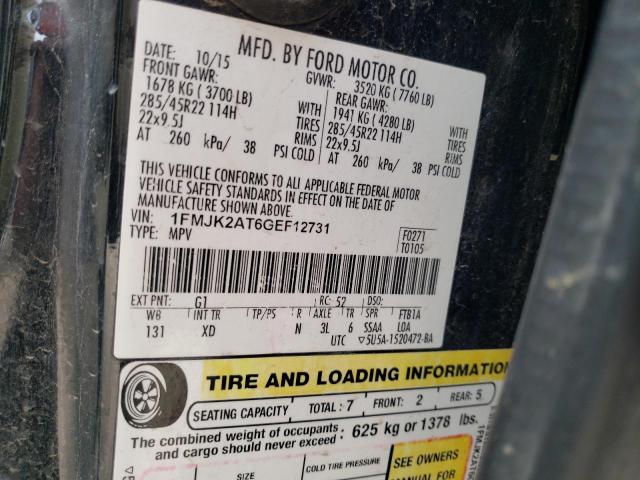 MFD. BY FORD MOTOR CO.
DATE: 10/15 GVWR: 3520 KG ( 7760 LB)
FRONT GAWR: REAR GAWR:
1678 KG ( 3700 LB) 1941 KG ( 4280 LB)
285/45R22 114H WITH TIRES 285/45R22 114H WITH TIRES
22x9.5J RIMS 22x9.5J RIMS
AT 260 kPa/ 38 PSI COLD AT 260 kPa/ 38 PSI COLD
THIS VEHICLE CONFORMS TO ALL APPLICABLE FEDERAL MOTOR
VEHICLE SAFETY STANDARDS IN EFFECT ON THE DATE OF
MANUFACTURE SHOWN ABOVE.
VIN: 1FMJK2AT6GEF12731
TYPE: MPV
F0271
T0105
EXT PNT: G1 RC: 52 DSO:
WB INT TR TP/PS R AXLE TR SPR FTB1A
131 XD N 3L 6 SSAA LOA
UTC ▽5U5A-1520472-BA
TIRE AND LOADING INFORMATION
SEATING CAPACITY TOTAL: 7 FRONT: 2 REAR: 5
The combined weight of occupants and cargo should never exceed: 625 kg or 1378 lbs.
SIZE
COLD TIRE PRESSURE
SEE OWNERS
MANUAL FOR